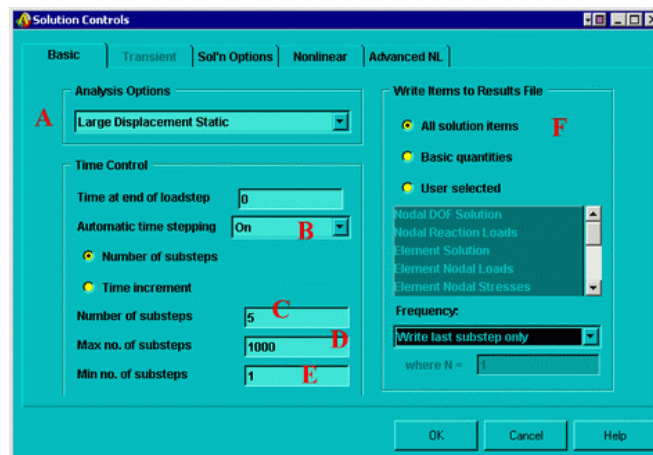 Solution Controls
Basic
Transient
Sol'n Options
Nonlinear
Advanced NL
Analysis Options
A
Large Displacement Static
Time Control
Time at end of loadstep
0
Automatic time stepping
On
B
Number of substeps
Time increment
Number of substeps
5
C
Max no. of substeps
1000
D
Min no. of substeps
1
E
Write Items to Results File
All solution items
F
Basic quantities
User selected
Nodal DOF Solution
Nodal Reaction Loads
Element Solution
Element Nodal Loads
Element Nodal Stresses
Frequency:
Write last substep only
where N =
1
OK
Cancel
Help